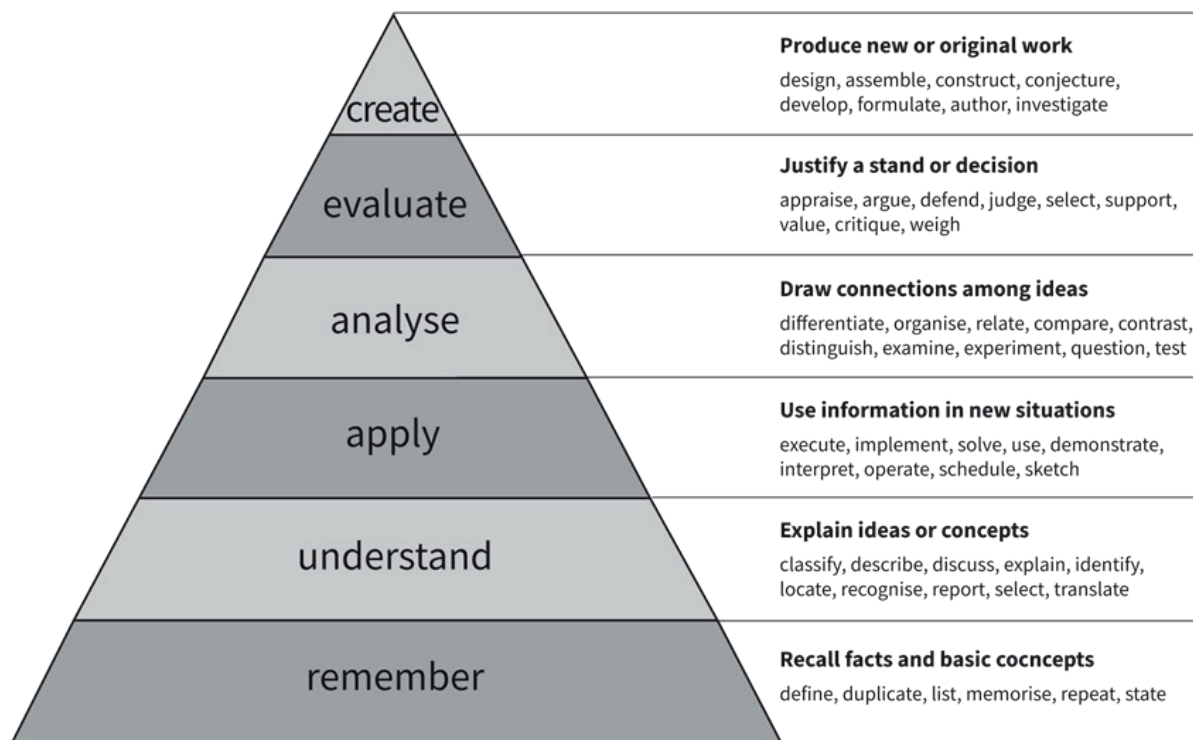 create
Produce new or original work
design, assemble, construct, conjecture,
develop, formulate, author, investigate
evaluate
Justify a stand or decision
appraise, argue, defend, judge, select, support,
value, critique, weigh
analyse
Draw connections among ideas
differentiate, organise, relate, compare, contrast,
distinguish, examine, experiment, question, test
apply
Use information in new situations
execute, implement, solve, use, demonstrate,
interpret, operate, schedule, sketch
understand
Explain ideas or concepts
classify, describe, discuss, explain, identify,
locate, recognise, report, select, translate
remember
Recall facts and basic cocncepts
define, duplicate, list, memorise, repeat, state